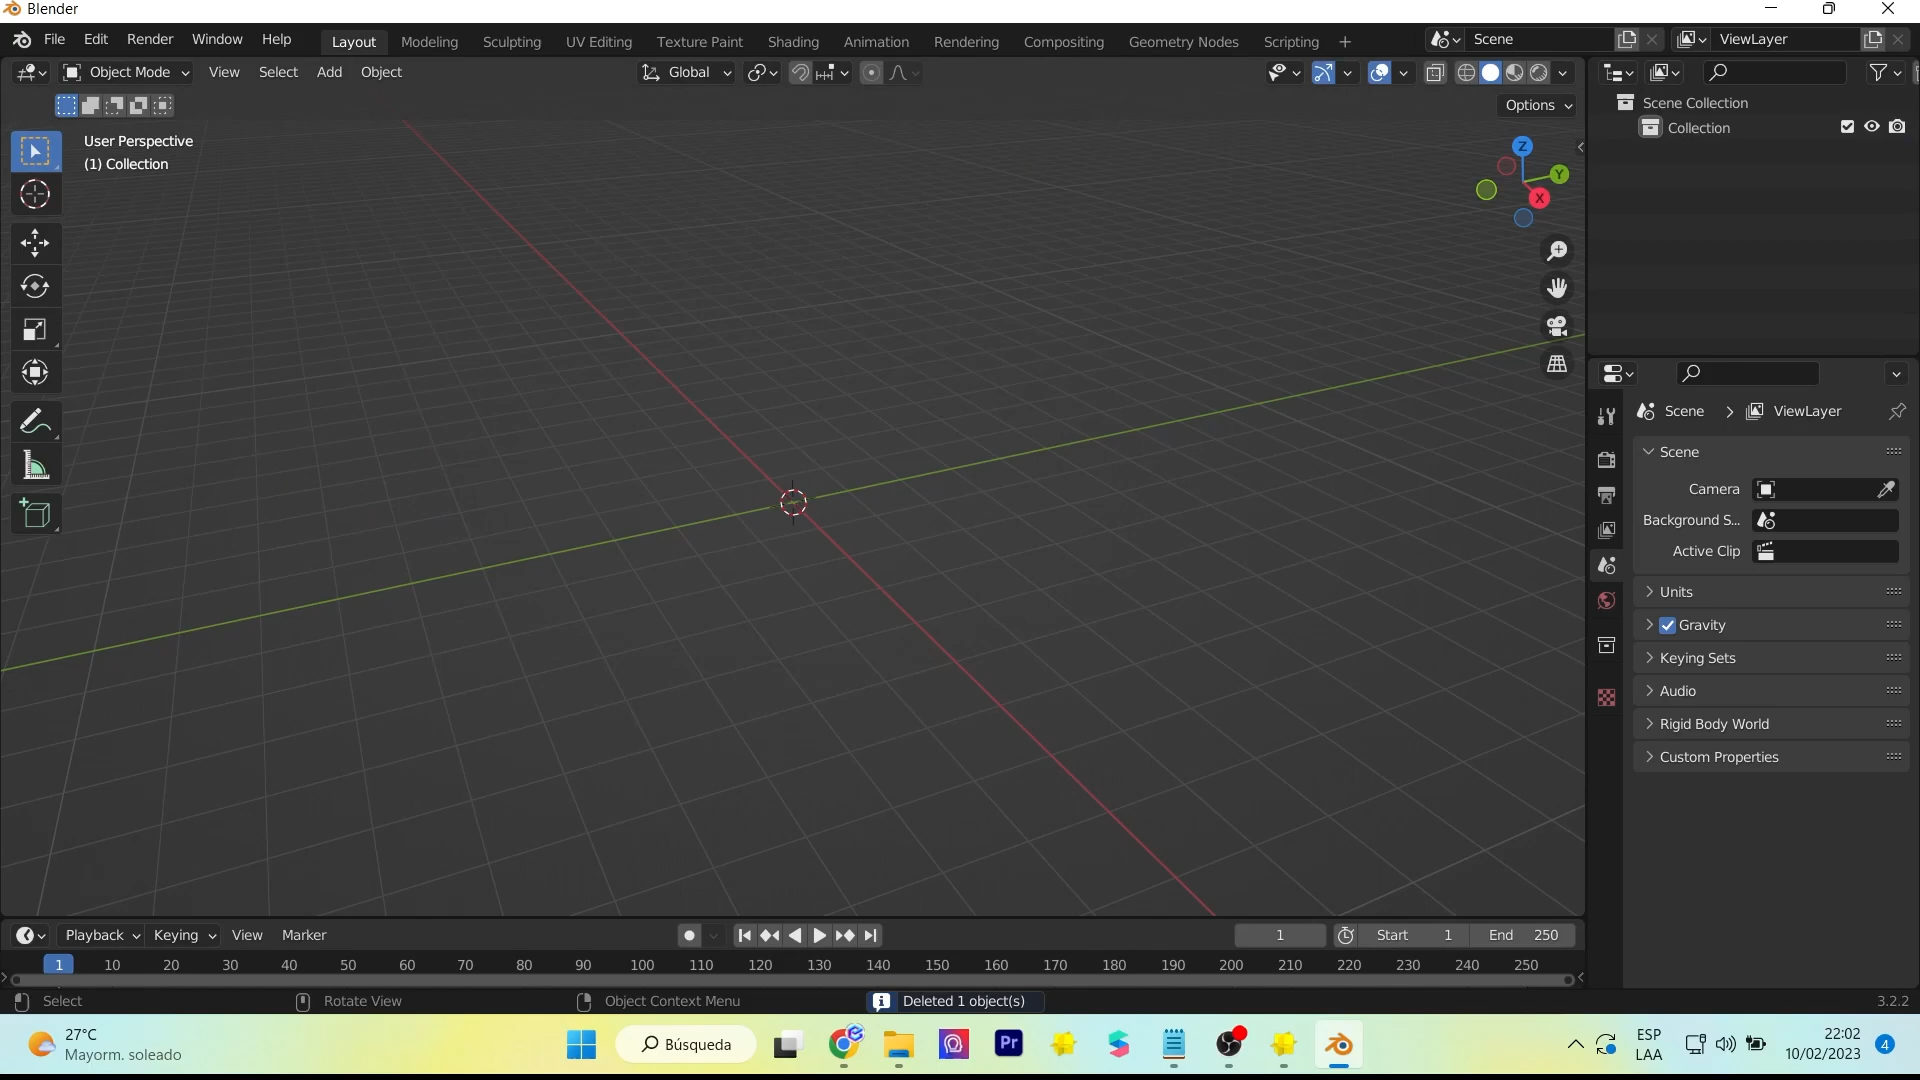 Blender
File Edit Render Window Help Layout Modeling Sculpting UV Editing Texture Paint Shading Animation Rendering Compositing Geometry Nodes Scripting + Scene ViewLayer
Object Mode View Select Add Object Global
Options
User Perspective
(1) Collection
Z
Y
X
Scene Collection
Collection
Scene > ViewLayer
Scene
Camera
Background S...
Active Clip
Units
Gravity
Keying Sets
Audio
Rigid Body World
Custom Properties
Playback Keying View Marker 1 Start 1 End 250
1 10 20 30 40 50 60 70 80 90 100 110 120 130 140 150 160 170 180 190 200 210 220 230 240 250
Select Rotate View Object Context Menu Deleted 1 object(s) 3.2.2
27°C
Mayorm. soleado
Búsqueda
Pr
ESP
LAA
22:02
10/02/2023
4